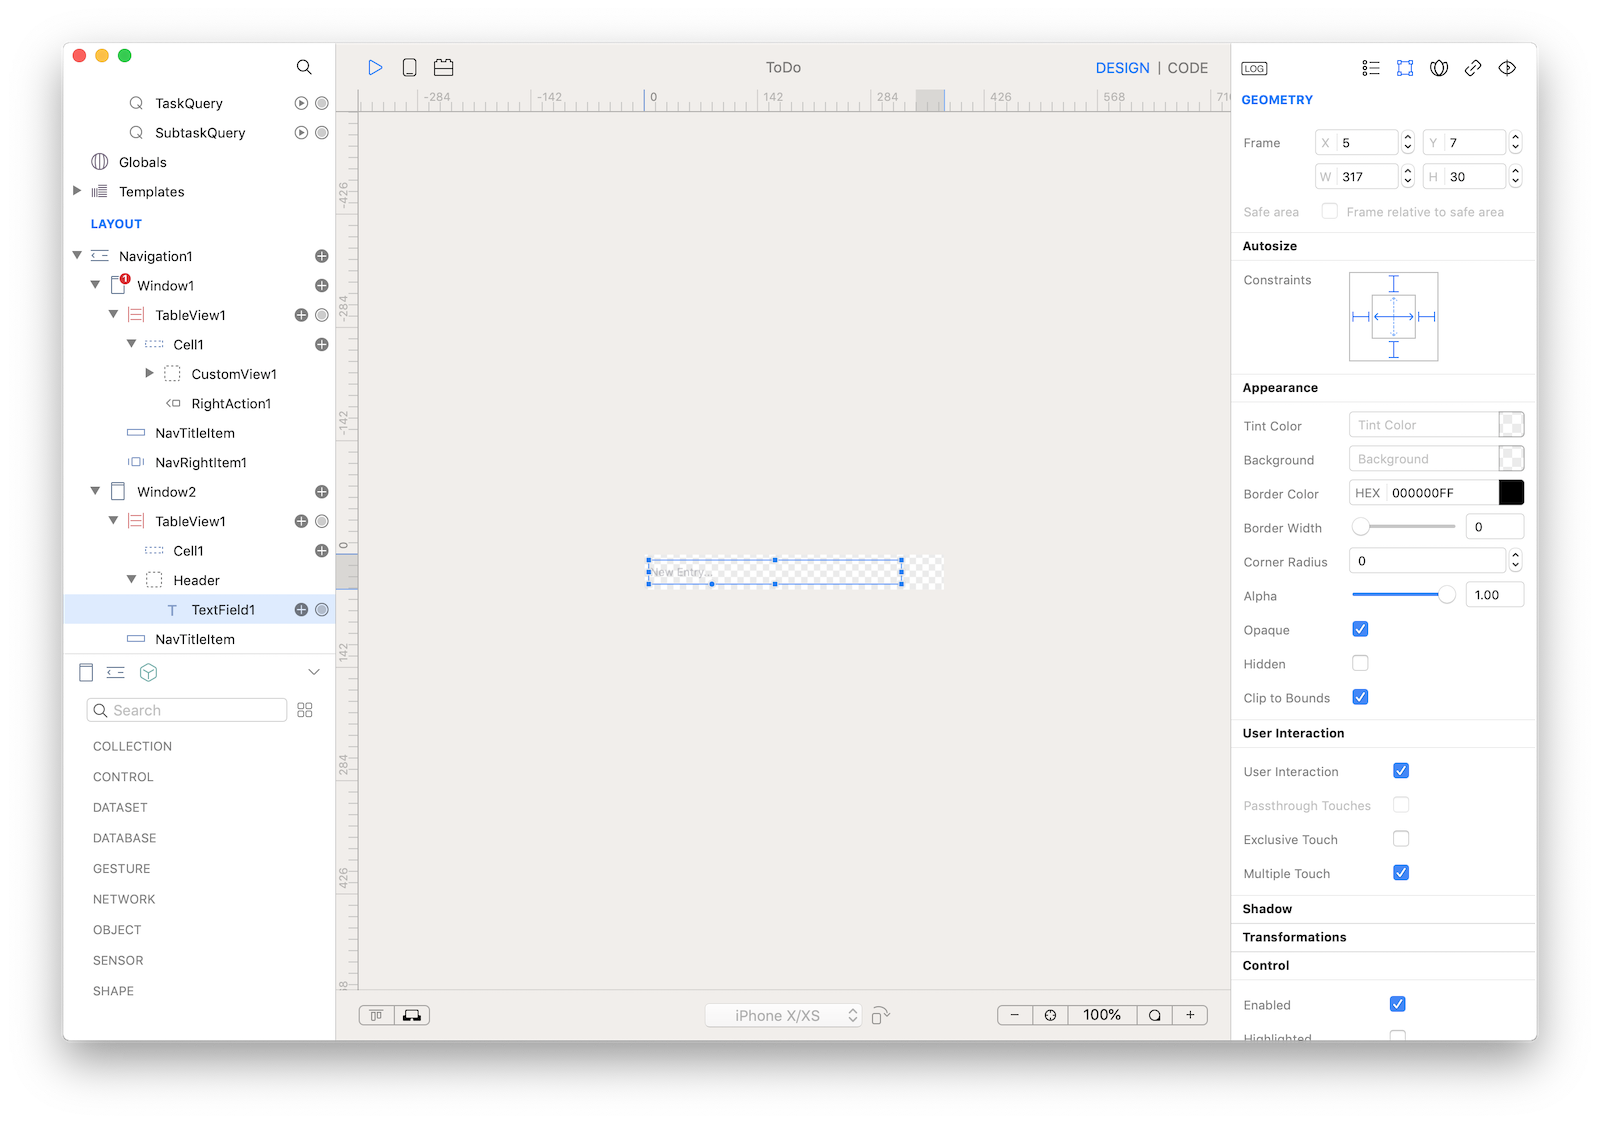 ToDo
DESIGN | CODE
LOG
TaskQuery
SubtaskQuery
Globals
Templates
LAYOUT
Navigation1
1
Window1
TableView1
Cell1
CustomView1
RightAction1
NavTitleItem
NavRightItem1
Window2
TableView1
Cell1
Header
TextField1
NavTitleItem
Search
COLLECTION
CONTROL
DATASET
DATABASE
GESTURE
NETWORK
OBJECT
SENSOR
SHAPE
-284 -142 0 142 284 426 568 710
-426
-284
-142
0
142
284
426
New Entry...
iPhone X/XS
− 100% +
GEOMETRY
Frame X 5 Y 7
W 317 H 30
Safe area Frame relative to safe area
Autosize
Constraints
Appearance
Tint Color Tint Color
Background Background
Border Color HEX 000000FF
Border Width 0
Corner Radius 0
Alpha 1.00
Opaque
Hidden
Clip to Bounds
User Interaction
User Interaction
Passthrough Touches
Exclusive Touch
Multiple Touch
Shadow
Transformations
Control
Enabled
Highlighted